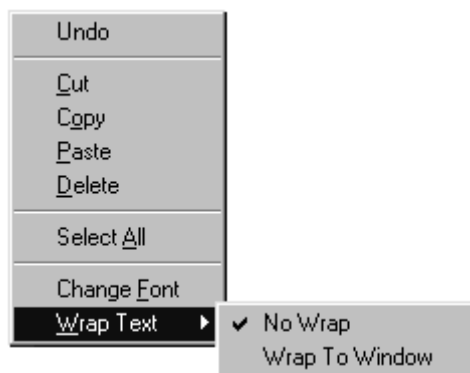 Undo
Cut
Copy
Paste
Delete
Select All
Change Font
Wrap Text
No Wrap
Wrap To Window